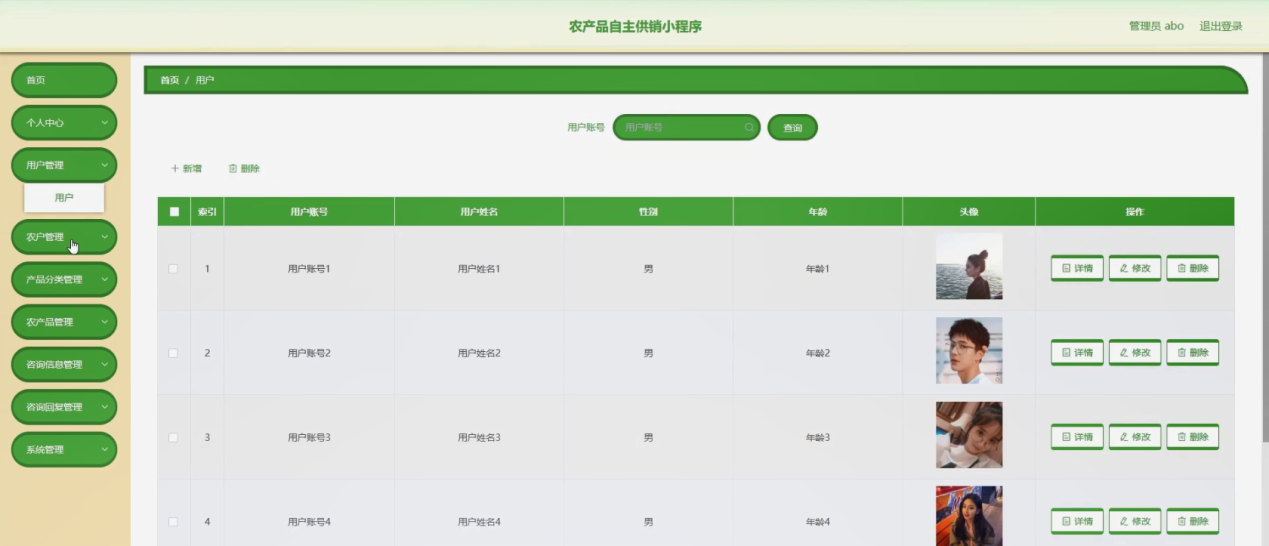 农产品自主供销小程序
管理员 abo 退出登录
首页
个人中心
用户管理
用户
农户管理
产品分类管理
农产品管理
咨询信息管理
咨询回复管理
系统管理
首页 / 用户
用户账号 用户账号 查询
新增 删除
索引 用户账号 用户姓名 性别 年龄 头像 操作
1 用户账号1 用户姓名1 男 年龄1 详情 修改 删除
2 用户账号2 用户姓名2 男 年龄2 详情 修改 删除
3 用户账号3 用户姓名3 男 年龄3 详情 修改 删除
4 用户账号4 用户姓名4 男 年龄4 详情 修改 删除